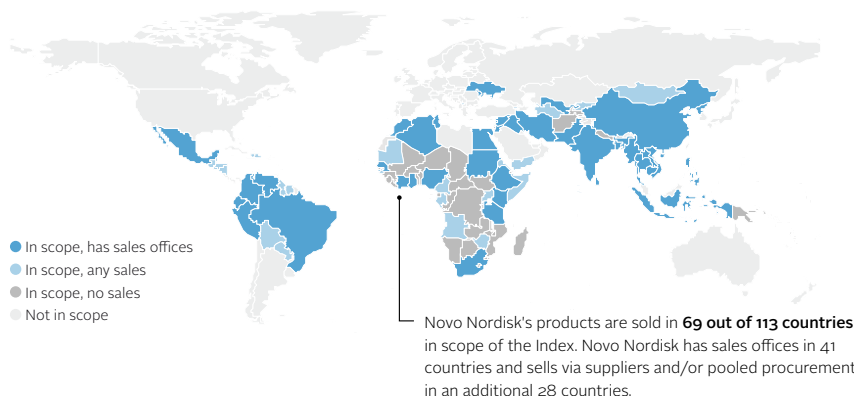 In scope, has sales offices
In scope, any sales
In scope, no sales
Not in scope
Novo Nordisk's products are sold in 69 out of 113 countries
in scope of the Index. Novo Nordisk has sales offices in 41
countries and sells via suppliers and/or pooled procurement
in an additional 28 countries.